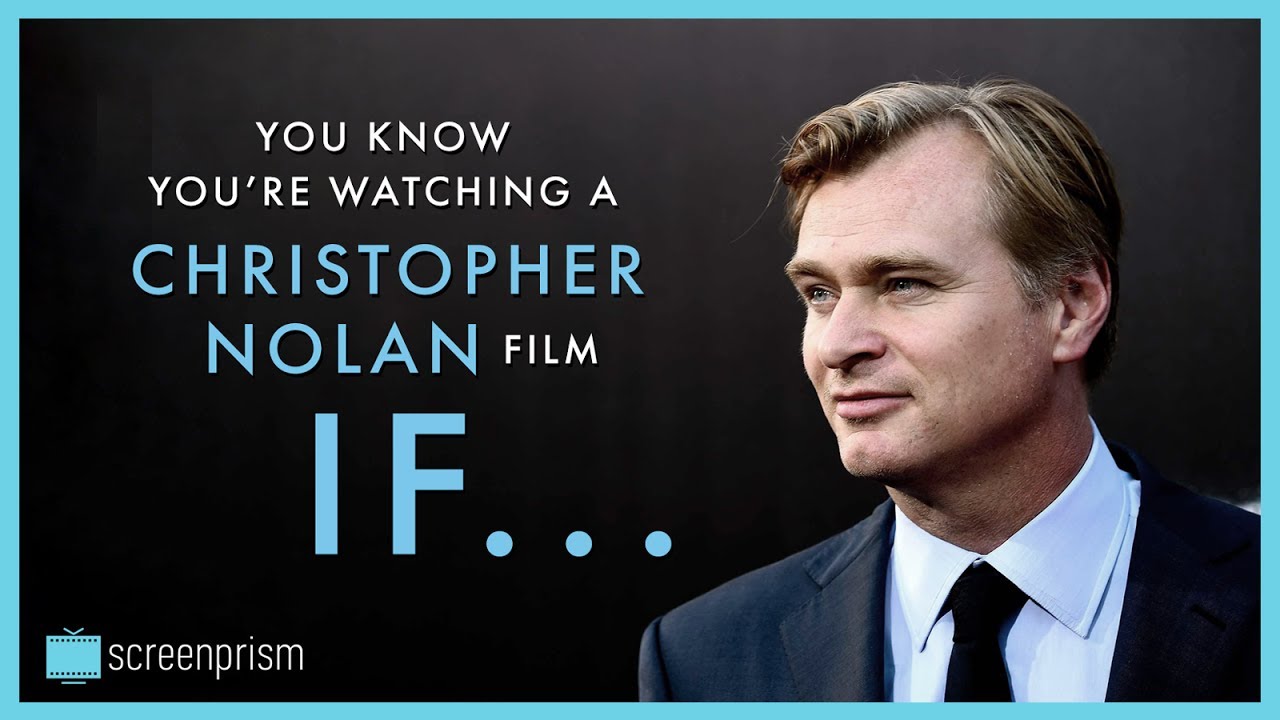 YOU KNOW
YOU'RE WATCHING A
CHRISTOPHER
NOLAN FILM
IF...
screenprism